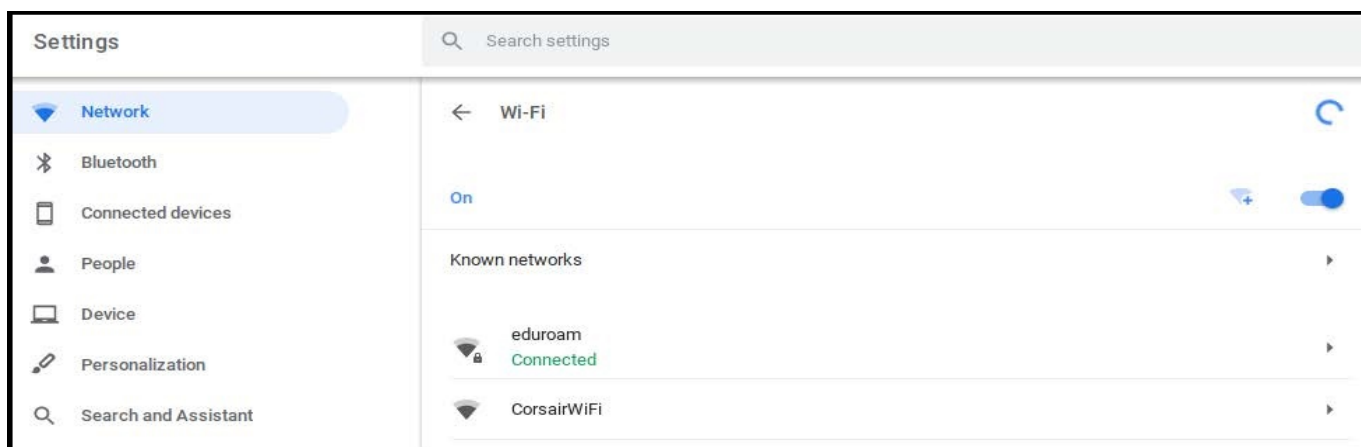 Settings
Search settings
Network
Bluetooth
Connected devices
People
Device
Personalization
Search and Assistant
Wi-Fi
On
Known networks
eduroam
Connected
CorsairWiFi